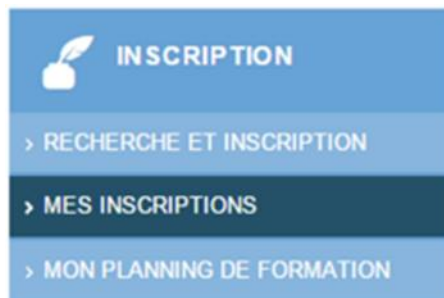 INSCRIPTION
> RECHERCHE ET INSCRIPTION
> MES INSCRIPTIONS
> MON PLANNING DE FORMATION